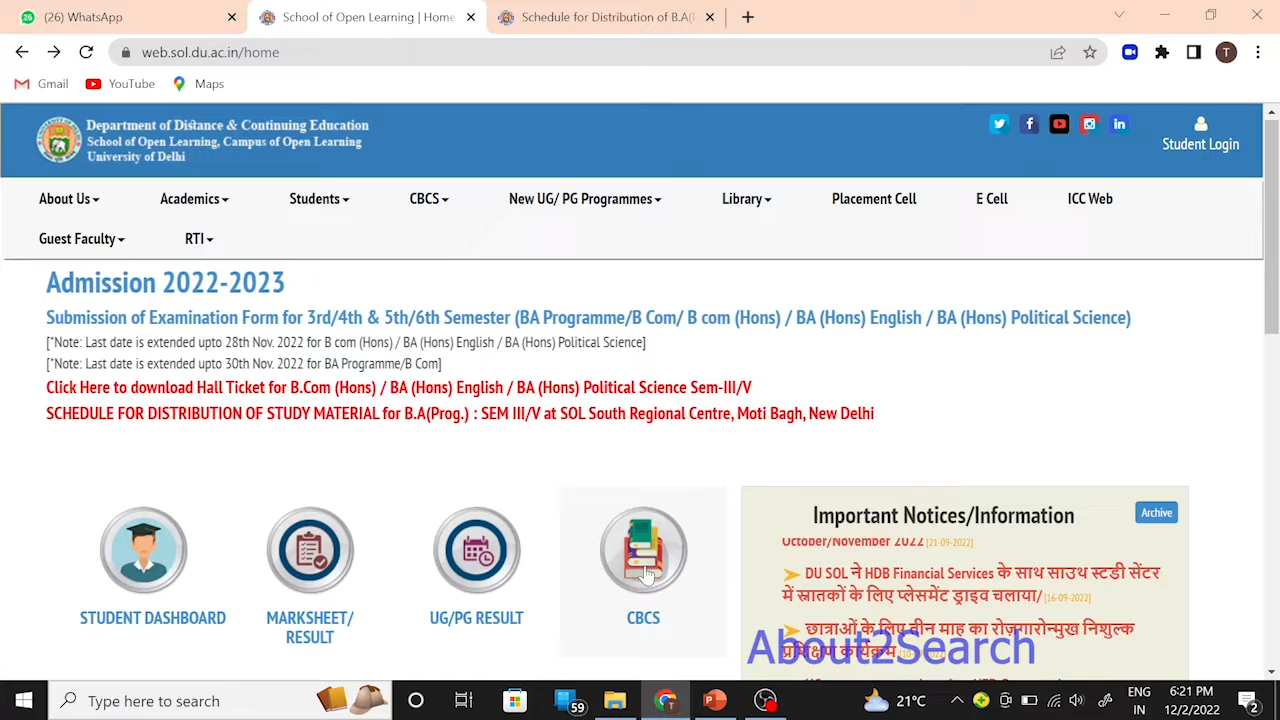 (26) WhatsApp
School of Open Learning | Home
Schedule for Distribution of B.A(
web.sol.du.ac.in/home
T
Gmail
YouTube
Maps
Department of Distance & Continuing Education
School of Open Learning, Campus of Open Learning
University of Delhi
Student Login
About Us
Academics
Students
CBCS
New UG/ PG Programmes
Library
Placement Cell
E Cell
ICC Web
Guest Faculty
RTI
Admission 2022-2023
Submission of Examination Form for 3rd/4th & 5th/6th Semester (BA Programme/B Com/ B com (Hons) / BA (Hons) English / BA (Hons) Political Science)
[*Note: Last date is extended upto 28th Nov. 2022 for B com (Hons) / BA (Hons) English / BA (Hons) Political Science]
[*Note: Last date is extended upto 30th Nov. 2022 for BA Programme/B Com]
Click Here to download Hall Ticket for B.Com (Hons) / BA (Hons) English / BA (Hons) Political Science Sem-III/V
SCHEDULE FOR DISTRIBUTION OF STUDY MATERIAL for B.A(Prog.) : SEM III/V at SOL South Regional Centre, Moti Bagh, New Delhi
STUDENT DASHBOARD
MARKSHEET/
RESULT
UG/PG RESULT
CBCS
Important Notices/Information
Archive
October/November 2022 [21-09-2022]
DU SOL ने HDB Financial Services के साथ साउथ स्टडी सेंटर
में स्नातकों के लिए प्लेसमेंट ड्राइव चलाया/ [16-09-2022]
छात्राओं के लिए तीन माह का रोज़गारोन्मुख निशुल्क
प्रशिक्षण कार्यक्रम
About2Search
Type here to search
59
21°C
ENG
IN
6:21 PM
12/2/2022
2